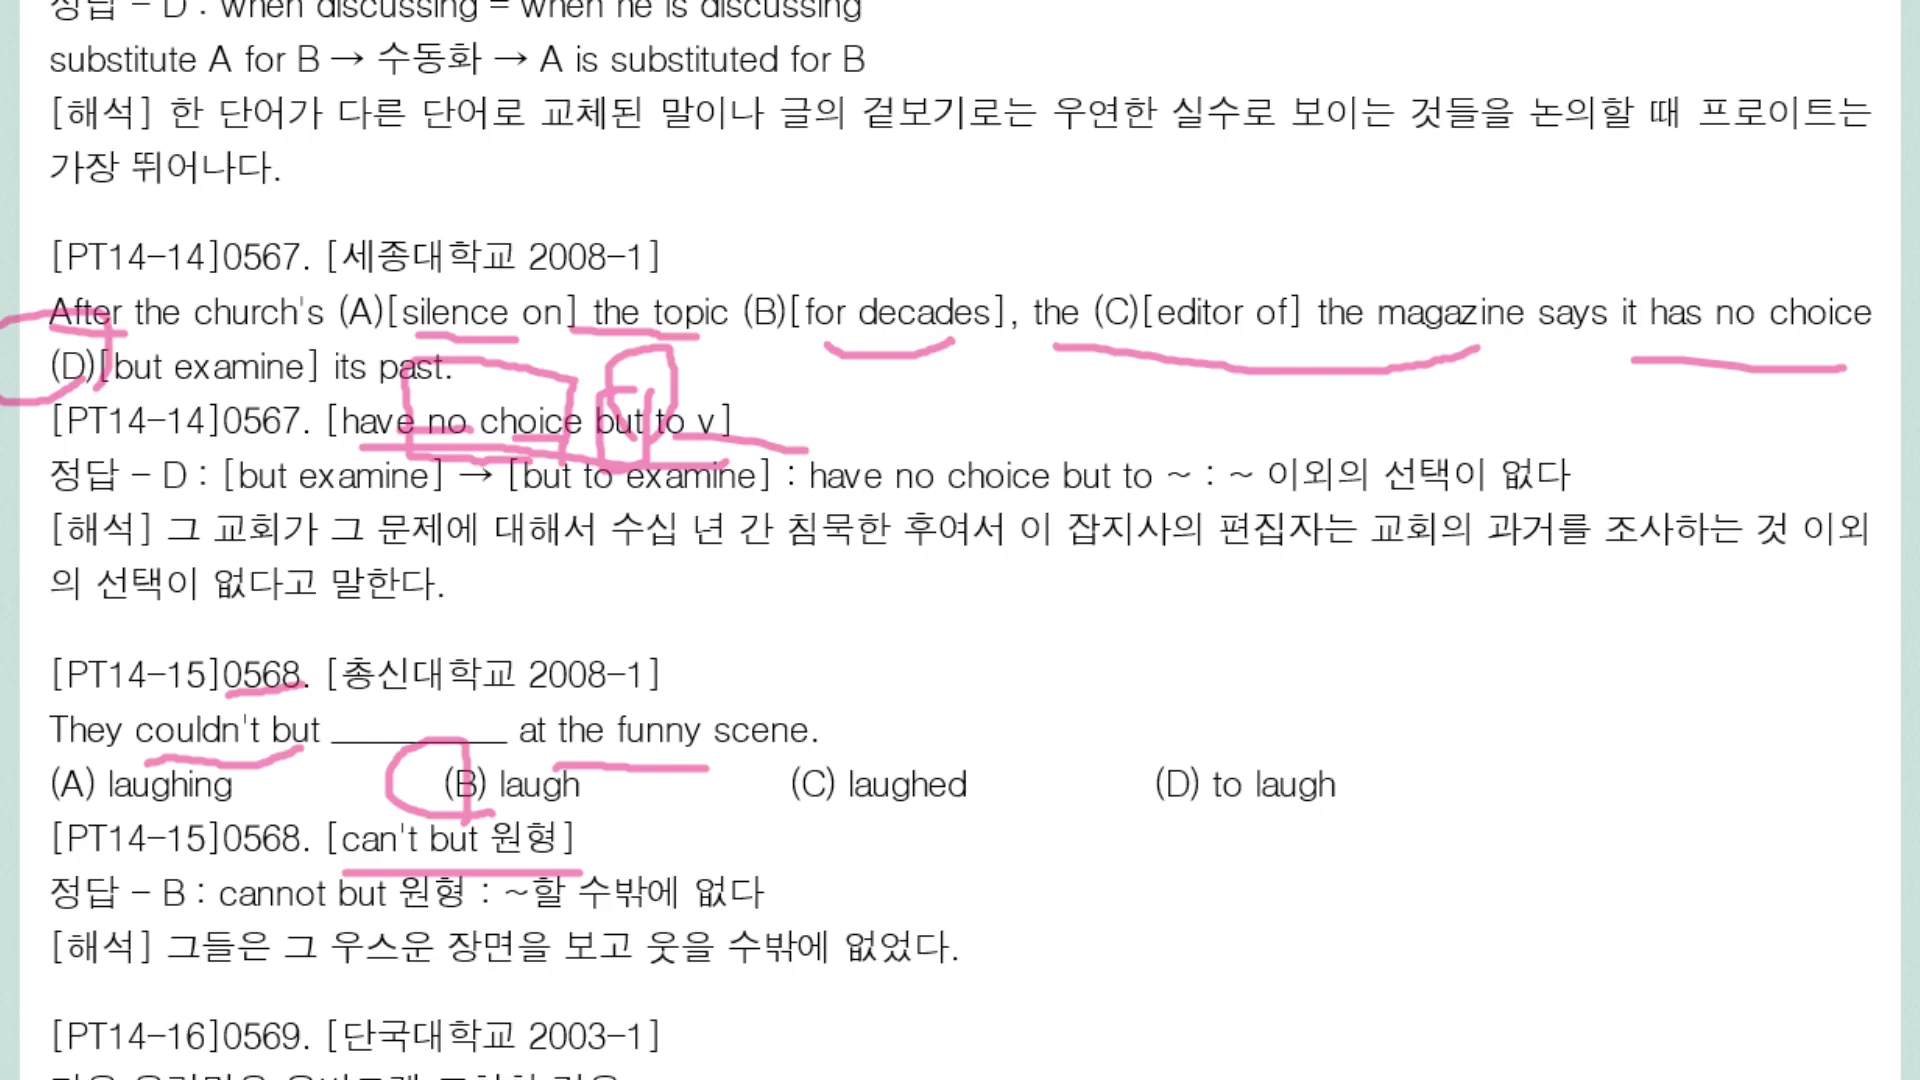 정답 – D : when discussing = when he is discussing
substitute A for B → 수동화 → A is substituted for B
[해석] 한 단어가 다른 단어로 교체된 말이나 글의 겉보기로는 우연한 실수로 보이는 것들을 논의할 때 프로이트는
가장 뛰어나다.
[PT14-14]0567. [세종대학교 2008-1]
After the church's (A)[silence on] the topic (B)[for decades], the (C)[editor of] the magazine says it has no choice
(D)[but examine] its past.
[PT14-14]0567. [have no choice but to v]
정답 – D : [but examine] → [but to examine] : have no choice but to ~ : ~ 이외의 선택이 없다
[해석] 그 교회가 그 문제에 대해서 수십 년 간 침묵한 후여서 이 잡지사의 편집자는 교회의 과거를 조사하는 것 이외
의 선택이 없다고 말한다.
[PT14-15]0568. [총신대학교 2008-1]
They couldn't but __________ at the funny scene.
(A) laughing (B) laugh (C) laughed (D) to laugh
[PT14-15]0568. [can't but 원형]
정답 – B : cannot but 원형 : ~할 수밖에 없다
[해석] 그들은 그 우스운 장면을 보고 웃을 수밖에 없었다.
[PT14-16]0569. [단국대학교 2003-1]